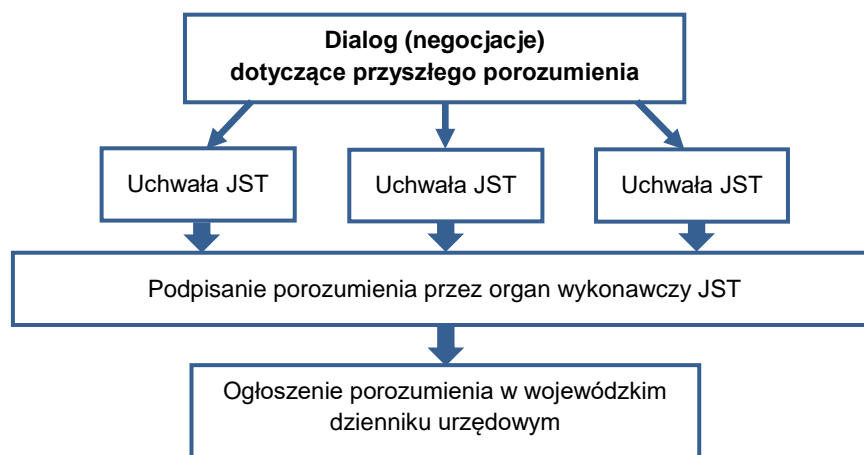 Dialog (negocjacje)
dotyczące przyszłego porozumienia
Uchwała JST
Uchwała JST
Uchwała JST
Podpisanie porozumienia przez organ wykonawczy JST
Ogłoszenie porozumienia w wojewódzkim
dzienniku urzędowym